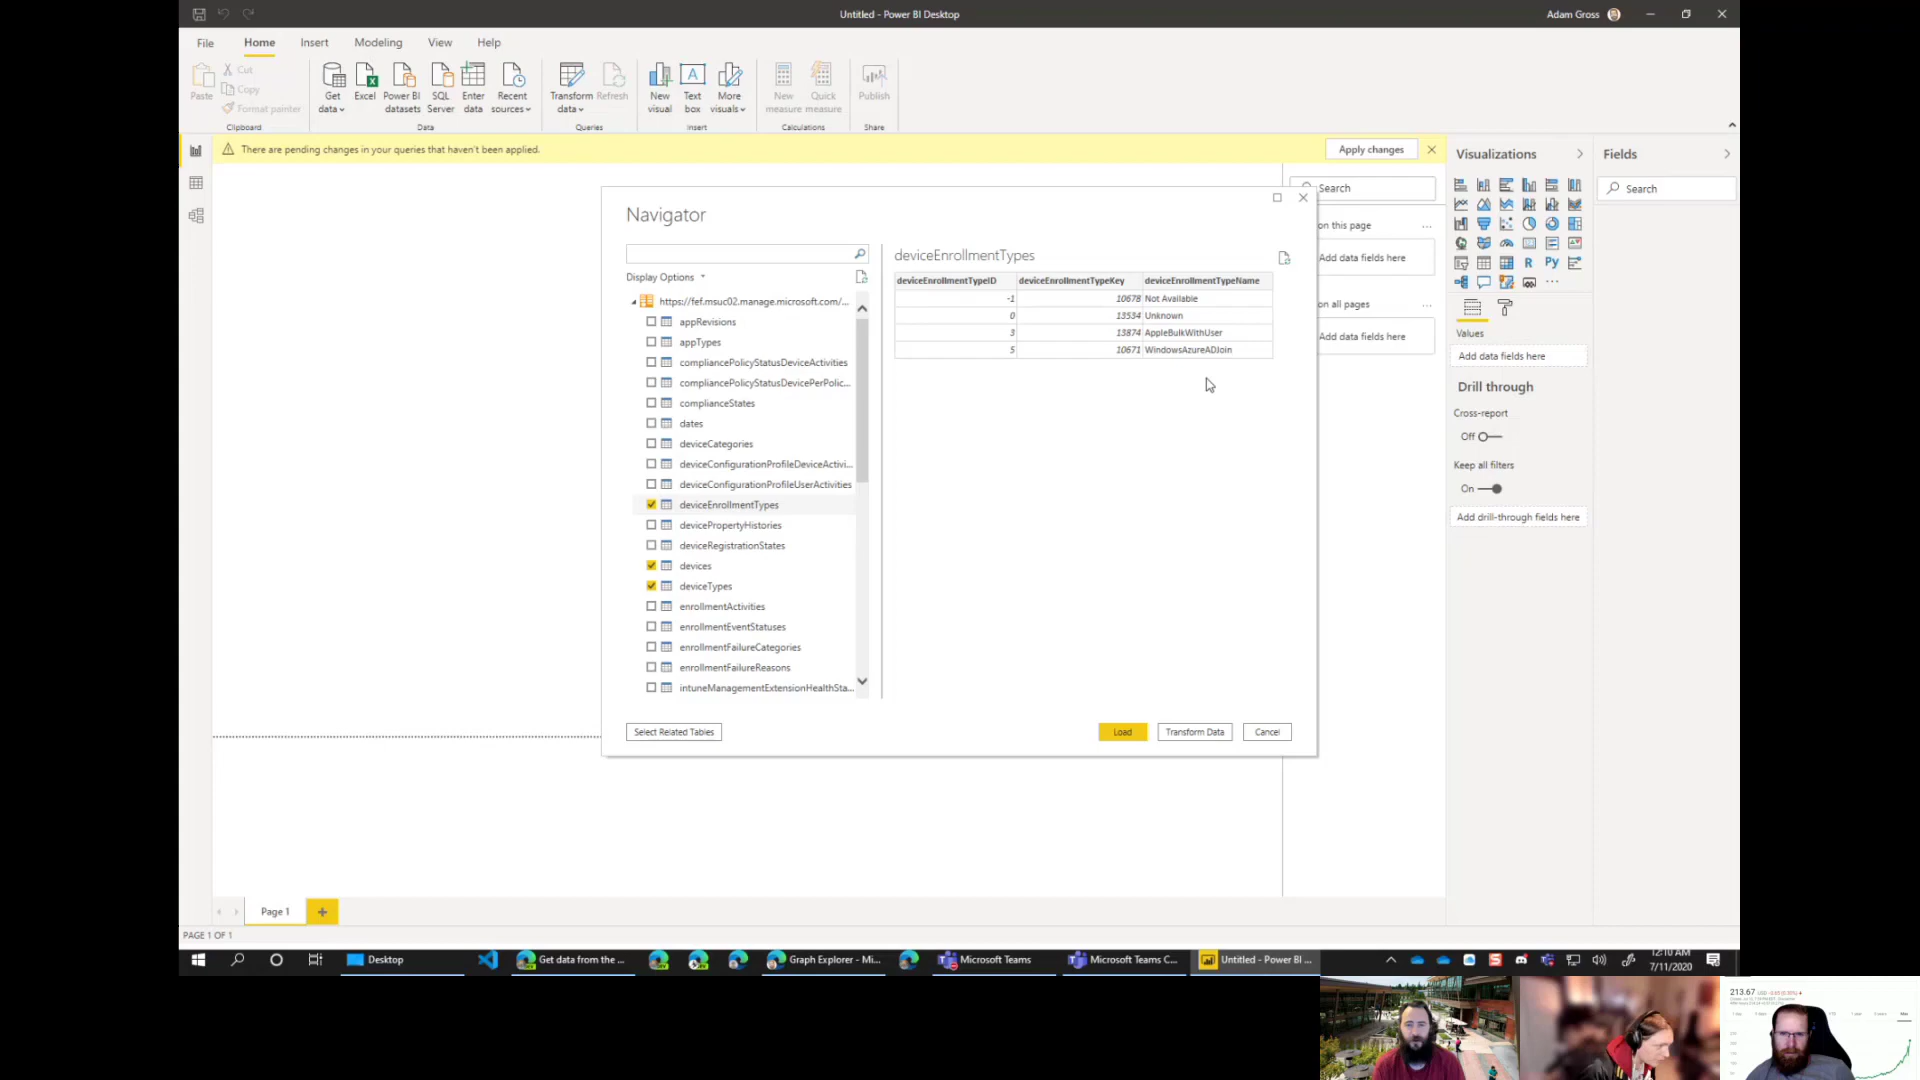 Untitled - Power BI Desktop
Adam Gross
File
Home
Insert
Modeling
View
Help
Paste
Cut
Copy
Format painter
Clipboard
Get data
Excel
Power BI datasets
SQL Server
Enter data
Recent sources
Data
Transform data
Refresh
Queries
New visual
Text box
More visuals
Insert
New measure
Quick measure
Calculations
Publish
Share
There are pending changes in your queries that haven't been applied.
Apply changes
Navigator
Display Options
https://fef.msuc02.manage.microsoft.com/...
appRevisions
appTypes
compliancePolicyStatusDeviceActivities
compliancePolicyStatusDevicePerPolic...
complianceStates
dates
deviceCategories
deviceConfigurationProfileDeviceActivi...
deviceConfigurationProfileUserActivities
deviceEnrollmentTypes
devicePropertyHistories
deviceRegistrationStates
devices
deviceTypes
enrollmentActivities
enrollmentEventStatuses
enrollmentFailureCategories
enrollmentFailureReasons
intuneManagementExtensionHealthSta...
Select Related Tables
deviceEnrollmentTypes
deviceEnrollmentTypeID deviceEnrollmentTypeKey deviceEnrollmentTypeName
-1 10678 Not Available
0 13534 Unknown
3 13874 AppleBulkWithUser
5 10671 WindowsAzureADJoin
Load
Transform Data
Cancel
Search
on this page
...
Add data fields here
on all pages
...
Add data fields here
Visualizations
R
Py
...
Values
Add data fields here
Drill through
Cross-report
Off
Keep all filters
On
Add drill-through fields here
Fields
Search
Page 1
PAGE 1 OF 1
Desktop
Get data from the ...
Graph Explorer - Mi...
Microsoft Teams
Microsoft Teams C...
Untitled - Power BI ...
12:10 AM
7/11/2020
213.67